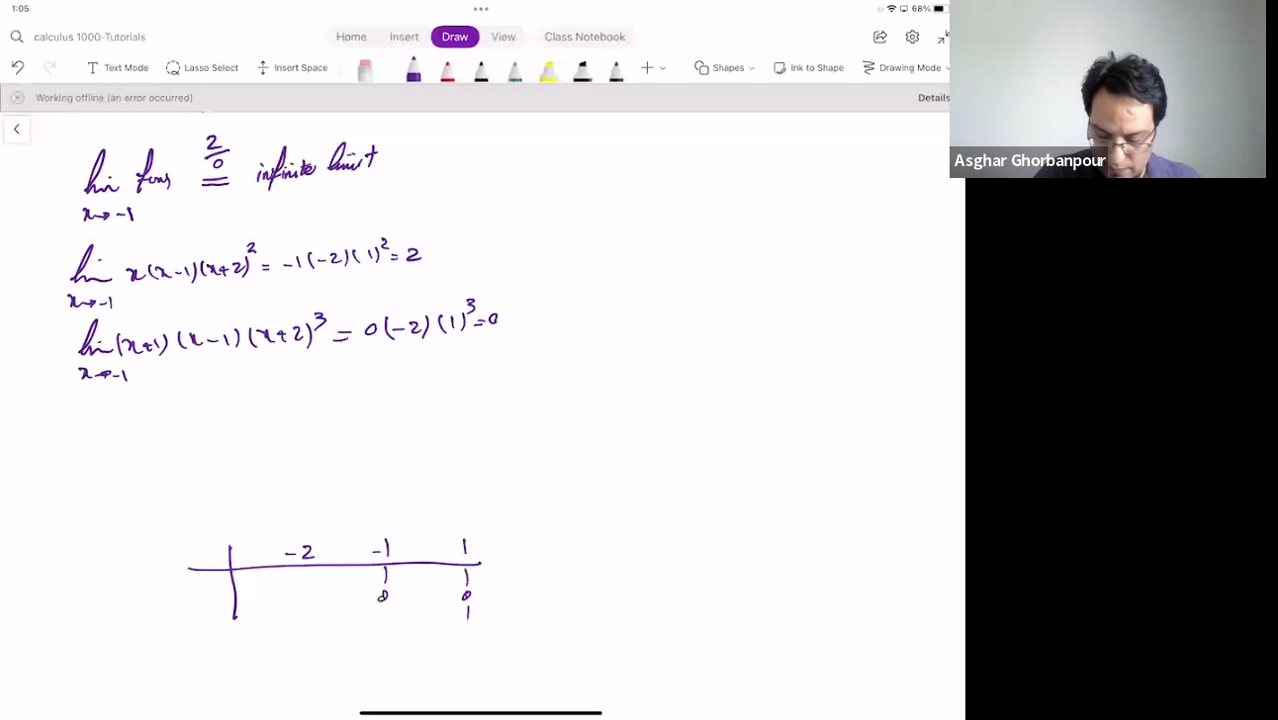 1:05
68%
calculus 1000-Tutorials
Home Insert Draw View Class Notebook
Text Mode Lasso Select Insert Space Shapes Ink to Shape Drawing Mode
Working offline (an error occurred) Details
Asghar Ghorbanpour
lim 2/0 = infinite limit
x→-1
lim x(x-1)(x+2)² = -1(-2)(1)² = 2
x→-1
lim (x+1)(x-1)(x+2)³ = 0(-2)(1)³ = 0
x→-1
-2 -1 1
0 0